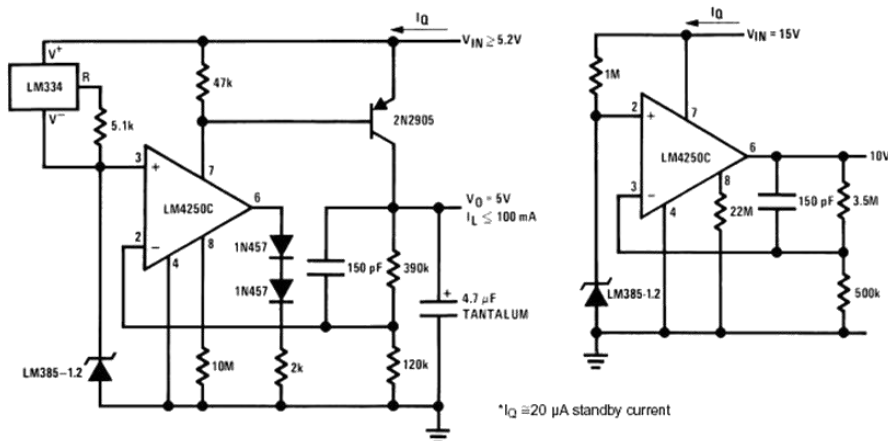 V+
LM334
R
V−
5.1k
47k
IQ
VIN ≥ 5.2V
2N2905
3
+
7
LM4250C
6
2
−
4
8
1N457
1N457
150 pF
VO = 5V
IL ≤ 100 mA
390k
+
4.7 μF
TANTALUM
LM385–1.2
10M
2k
120k
IQ
VIN = 15V
1M
2
+
7
LM4250C
6
10V
3
−
4
8
22M
150 pF
3.5M
LM385-1.2
500k
*IQ ≅20 μA standby current